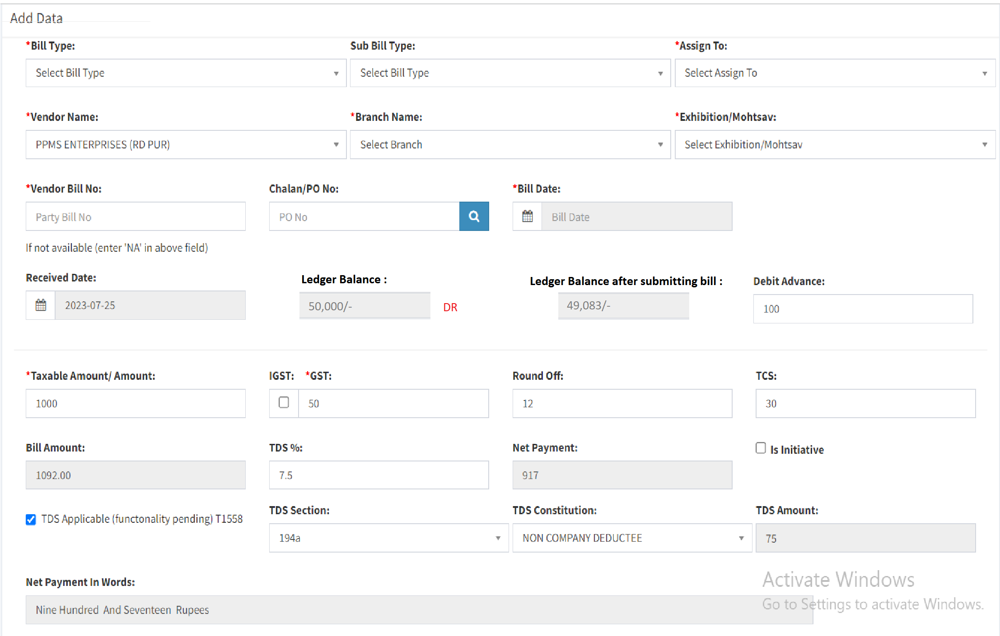 Add Data
*Bill Type: Sub Bill Type: *Assign To:
Select Bill Type Select Bill Type Select Assign To
*Vendor Name: *Branch Name: *Exhibition/Mohtsav:
PPMS ENTERPRISES (RD PUR) Select Branch Select Exhibition/Mohtsav
*Vendor Bill No: Chalan/PO No: *Bill Date:
Party Bill No PO No Bill Date
If not available (enter 'NA' in above field)
Received Date: Ledger Balance : Ledger Balance after submitting bill : Debit Advance:
2023-07-25 50,000/- DR 49,083/- 100
*Taxable Amount/ Amount: IGST: *GST: Round Off: TCS:
1000 50 12 30
Bill Amount: TDS %: Net Payment: Is Initiative
1092.00 7.5 917
TDS Applicable (functonality pending) T1558 TDS Section: TDS Constitution: TDS Amount:
194a NON COMPANY DEDUCTEE 75
Net Payment In Words:
Nine Hundred And Seventeen Rupees
Activate Windows
Go to Settings to activate Windows.